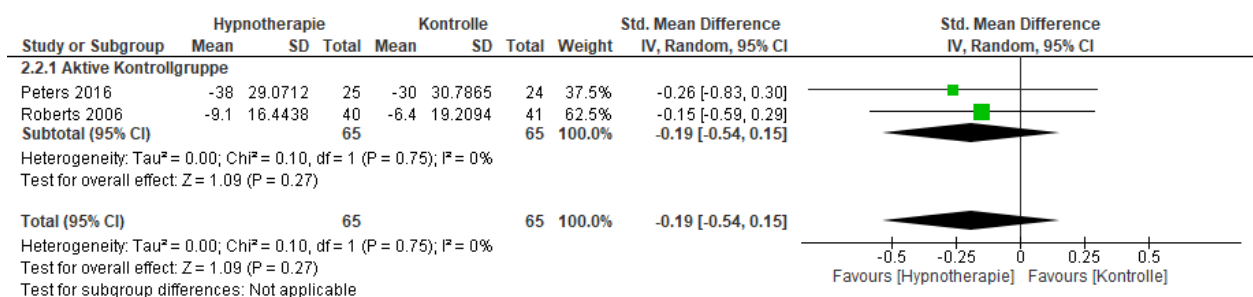 Hypnotherapie Kontrolle Std. Mean Difference Std. Mean Difference
Study or Subgroup Mean SD Total Mean SD Total Weight IV, Random, 95% CI IV, Random, 95% CI
2.2.1 Aktive Kontrollgruppe
Peters 2016 -38 29.0712 25 -30 30.7865 24 37.5% -0.26 [-0.83, 0.30]
Roberts 2006 -9.1 16.4438 40 -6.4 19.2094 41 62.5% -0.15 [-0.59, 0.29]
Subtotal (95% CI) 65 65 100.0% -0.19 [-0.54, 0.15]
Heterogeneity: Tau² = 0.00; Chi² = 0.10, df = 1 (P = 0.75); I² = 0%
Test for overall effect: Z = 1.09 (P = 0.27)
Total (95% CI) 65 65 100.0% -0.19 [-0.54, 0.15]
Heterogeneity: Tau² = 0.00; Chi² = 0.10, df = 1 (P = 0.75); I² = 0%
Test for overall effect: Z = 1.09 (P = 0.27)
Test for subgroup differences: Not applicable
-0.5 -0.25 0 0.25 0.5
Favours [Hypnotherapie] Favours [Kontrolle]